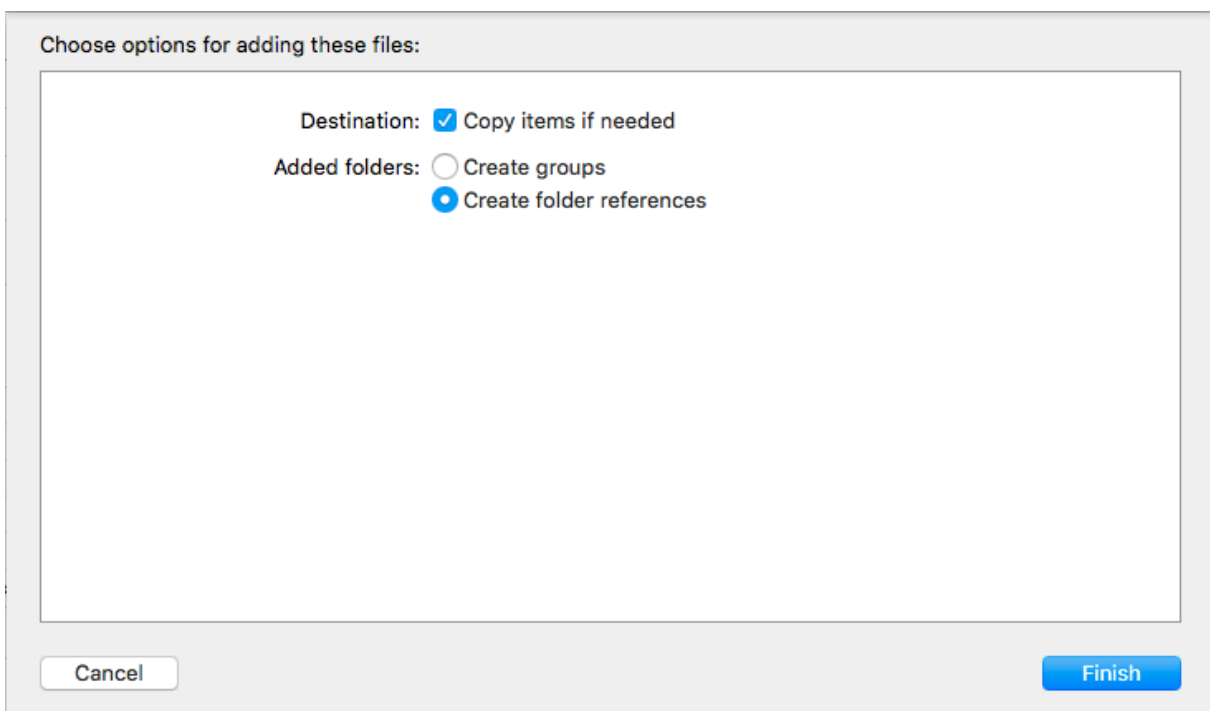 Choose options for adding these files:
Destination: Copy items if needed
Added folders: Create groups
Create folder references
Cancel Finish